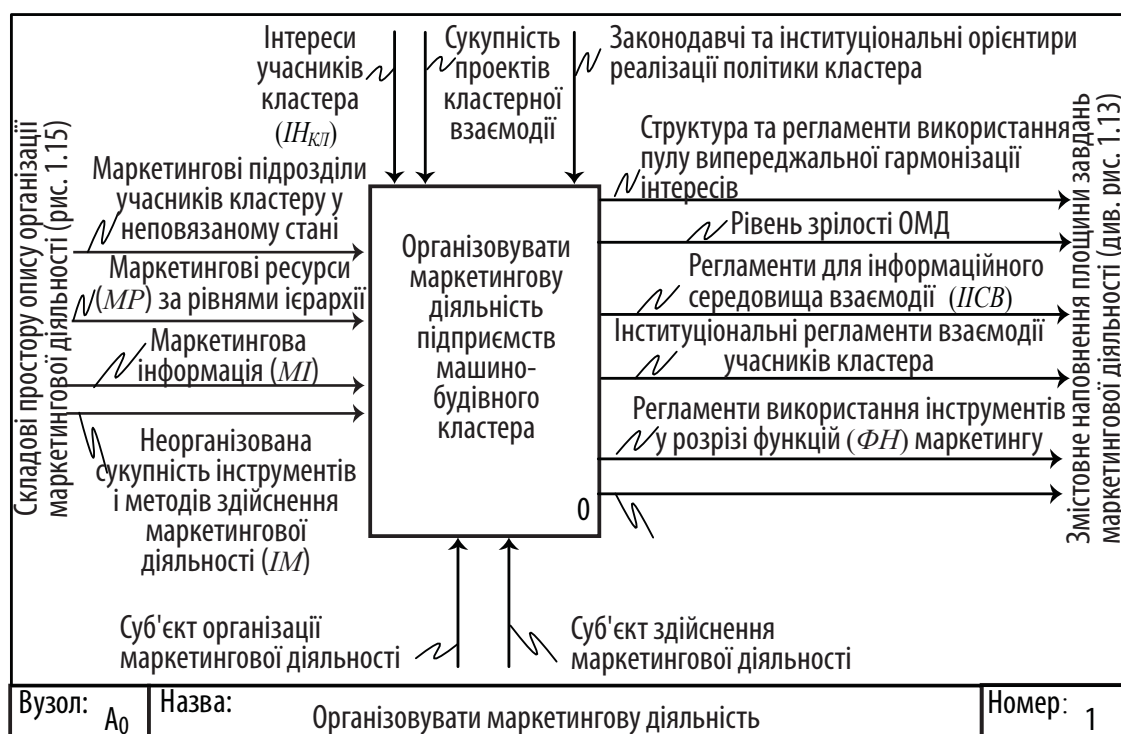 Інтереси
учасників
кластера
(ІН_КЛ)
Сукупність
проектів
кластерної
взаємодії
Законодавчі та інституціональні орієнтири
реалізації політики кластера
Складові простору опису організації
маркетингової діяльності (рис. 1.15)
Маркетингові підрозділи
учасників кластеру у
неповязаному стані
Маркетингові ресурси
(МР) за рівнями ієрархії
Маркетингова
інформація (МІ)
Неорганізована
сукупність інструментів
і методів здійснення
маркетингової
діяльності (ІМ)
Організовувати
маркетингову
діяльність
підприємств
машино-
будівного
кластера
0
Структура та регламенти використання
пулу випереджальної гармонізації
інтересів
Рівень зрілості ОМД
Регламенти для інформаційного
середовища взаємодії (ІІСВ)
Інституціональні регламенти взаємодії
учасників кластера
Регламенти використання інструментів
у розрізі функцій (ФН) маркетингу
Змістовне наповнення площини завдань
маркетингової діяльності (див. рис. 1.13)
Суб'єкт організації
маркетингової діяльності
Суб'єкт здійснення
маркетингової діяльності
Вузол: A0
Назва: Організовувати маркетингову діяльність
Номер: 1